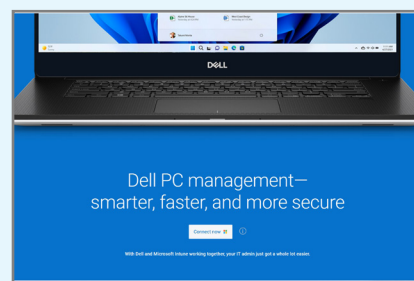 DELL
Dell PC management—
smarter, faster, and more secure
Connect now
With Dell and Microsoft Intune working together, your IT admin just got a whole lot easier.